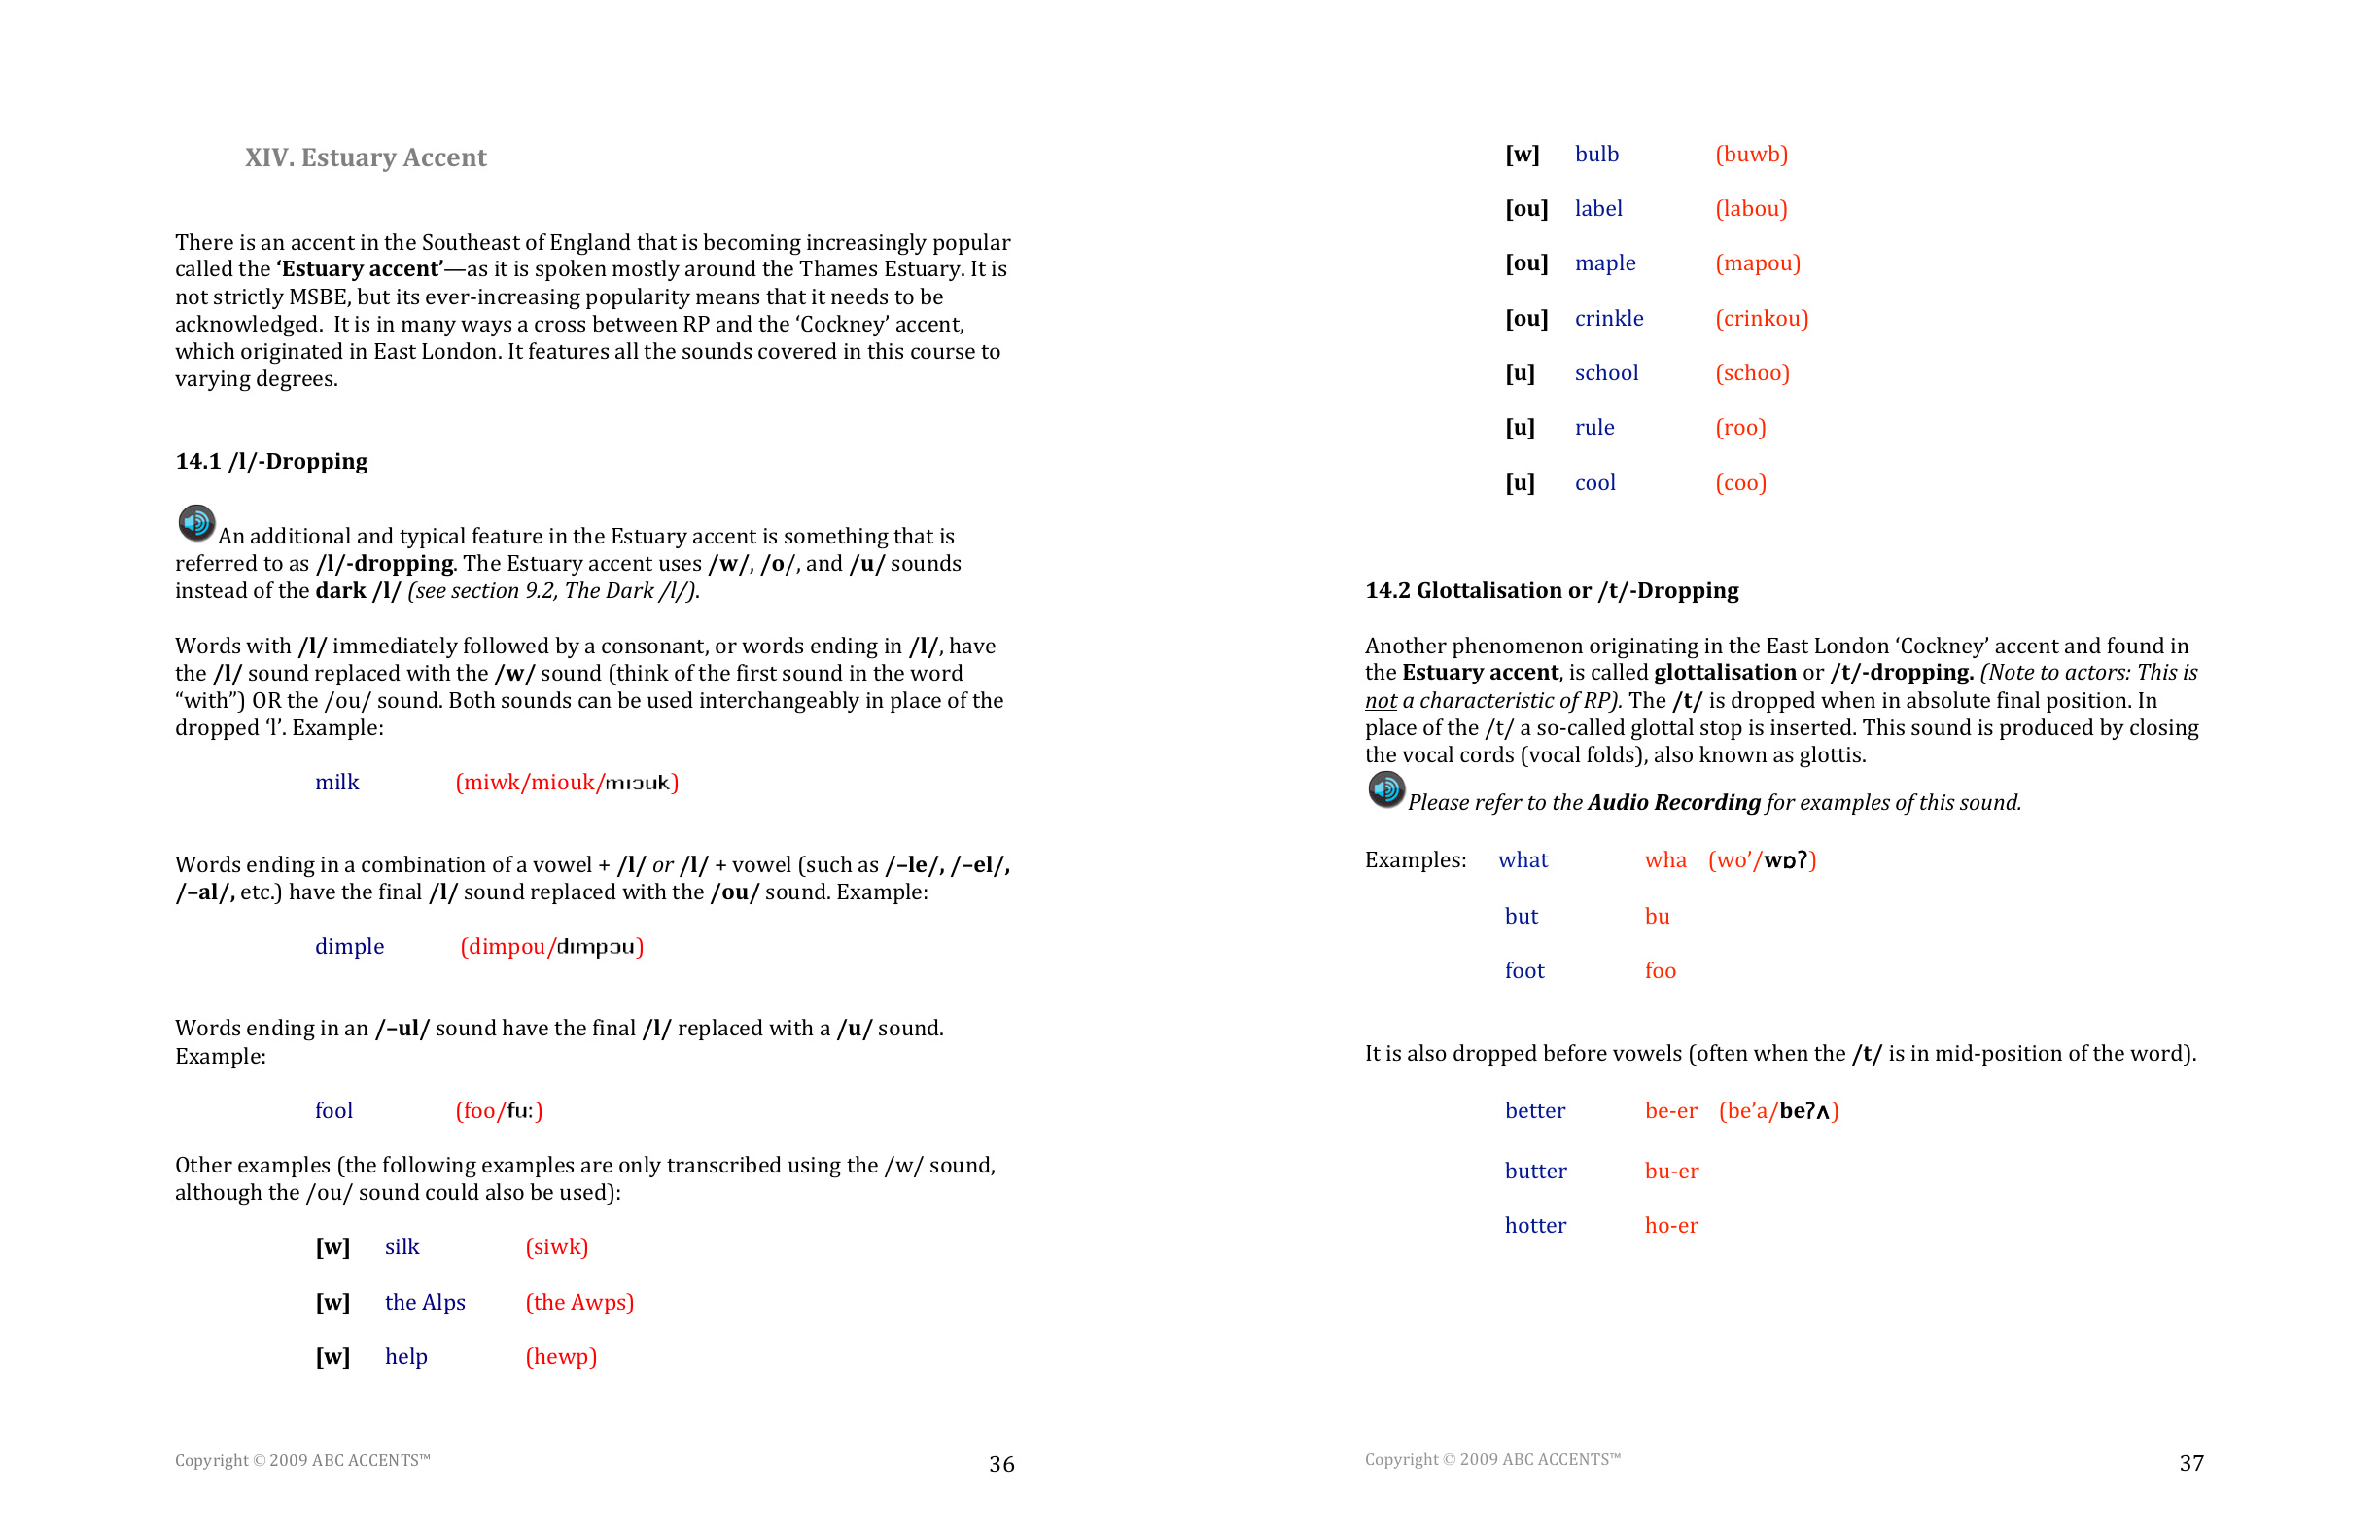 XIV. Estuary Accent
There is an accent in the Southeast of England that is becoming increasingly popular
called the ‘Estuary accent’—as it is spoken mostly around the Thames Estuary. It is
not strictly MSBE, but its ever-increasing popularity means that it needs to be
acknowledged.  It is in many ways a cross between RP and the ‘Cockney’ accent,
which originated in East London. It features all the sounds covered in this course to
varying degrees.
14.1 /l/-Dropping
An additional and typical feature in the Estuary accent is something that is
referred to as /l/-dropping. The Estuary accent uses /w/, /o/, and /u/ sounds
instead of the dark /l/ (see section 9.2, The Dark /l/).
Words with /l/ immediately followed by a consonant, or words ending in /l/, have
the /l/ sound replaced with the /w/ sound (think of the first sound in the word
“with”) OR the /ou/ sound. Both sounds can be used interchangeably in place of the
dropped ‘l’. Example:
milk (miwk/miouk/mıɔuk)
Words ending in a combination of a vowel + /l/ or /l/ + vowel (such as /–le/, /–el/,
/–al/, etc.) have the final /l/ sound replaced with the /ou/ sound. Example:
dimple (dimpou/dımpɔu)
Words ending in an /–ul/ sound have the final /l/ replaced with a /u/ sound.
Example:
fool (foo/fu:)
Other examples (the following examples are only transcribed using the /w/ sound,
although the /ou/ sound could also be used):
[w] silk (siwk)
[w] the Alps (the Awps)
[w] help (hewp)
Copyright © 2009 ABC ACCENTS™ 36
[w] bulb (buwb)
[ou] label (labou)
[ou] maple (mapou)
[ou] crinkle (crinkou)
[u] school (schoo)
[u] rule (roo)
[u] cool (coo)
14.2 Glottalisation or /t/-Dropping
Another phenomenon originating in the East London ‘Cockney’ accent and found in
the Estuary accent, is called glottalisation or /t/-dropping. (Note to actors: This is
not a characteristic of RP). The /t/ is dropped when in absolute final position. In
place of the /t/ a so-called glottal stop is inserted. This sound is produced by closing
the vocal cords (vocal folds), also known as glottis.
Please refer to the Audio Recording for examples of this sound.
Examples: what wha (wo’/wɒʔ)
but bu
foot foo
It is also dropped before vowels (often when the /t/ is in mid-position of the word).
better be-er (be’a/beʔʌ)
butter bu-er
hotter ho-er
Copyright © 2009 ABC ACCENTS™ 37